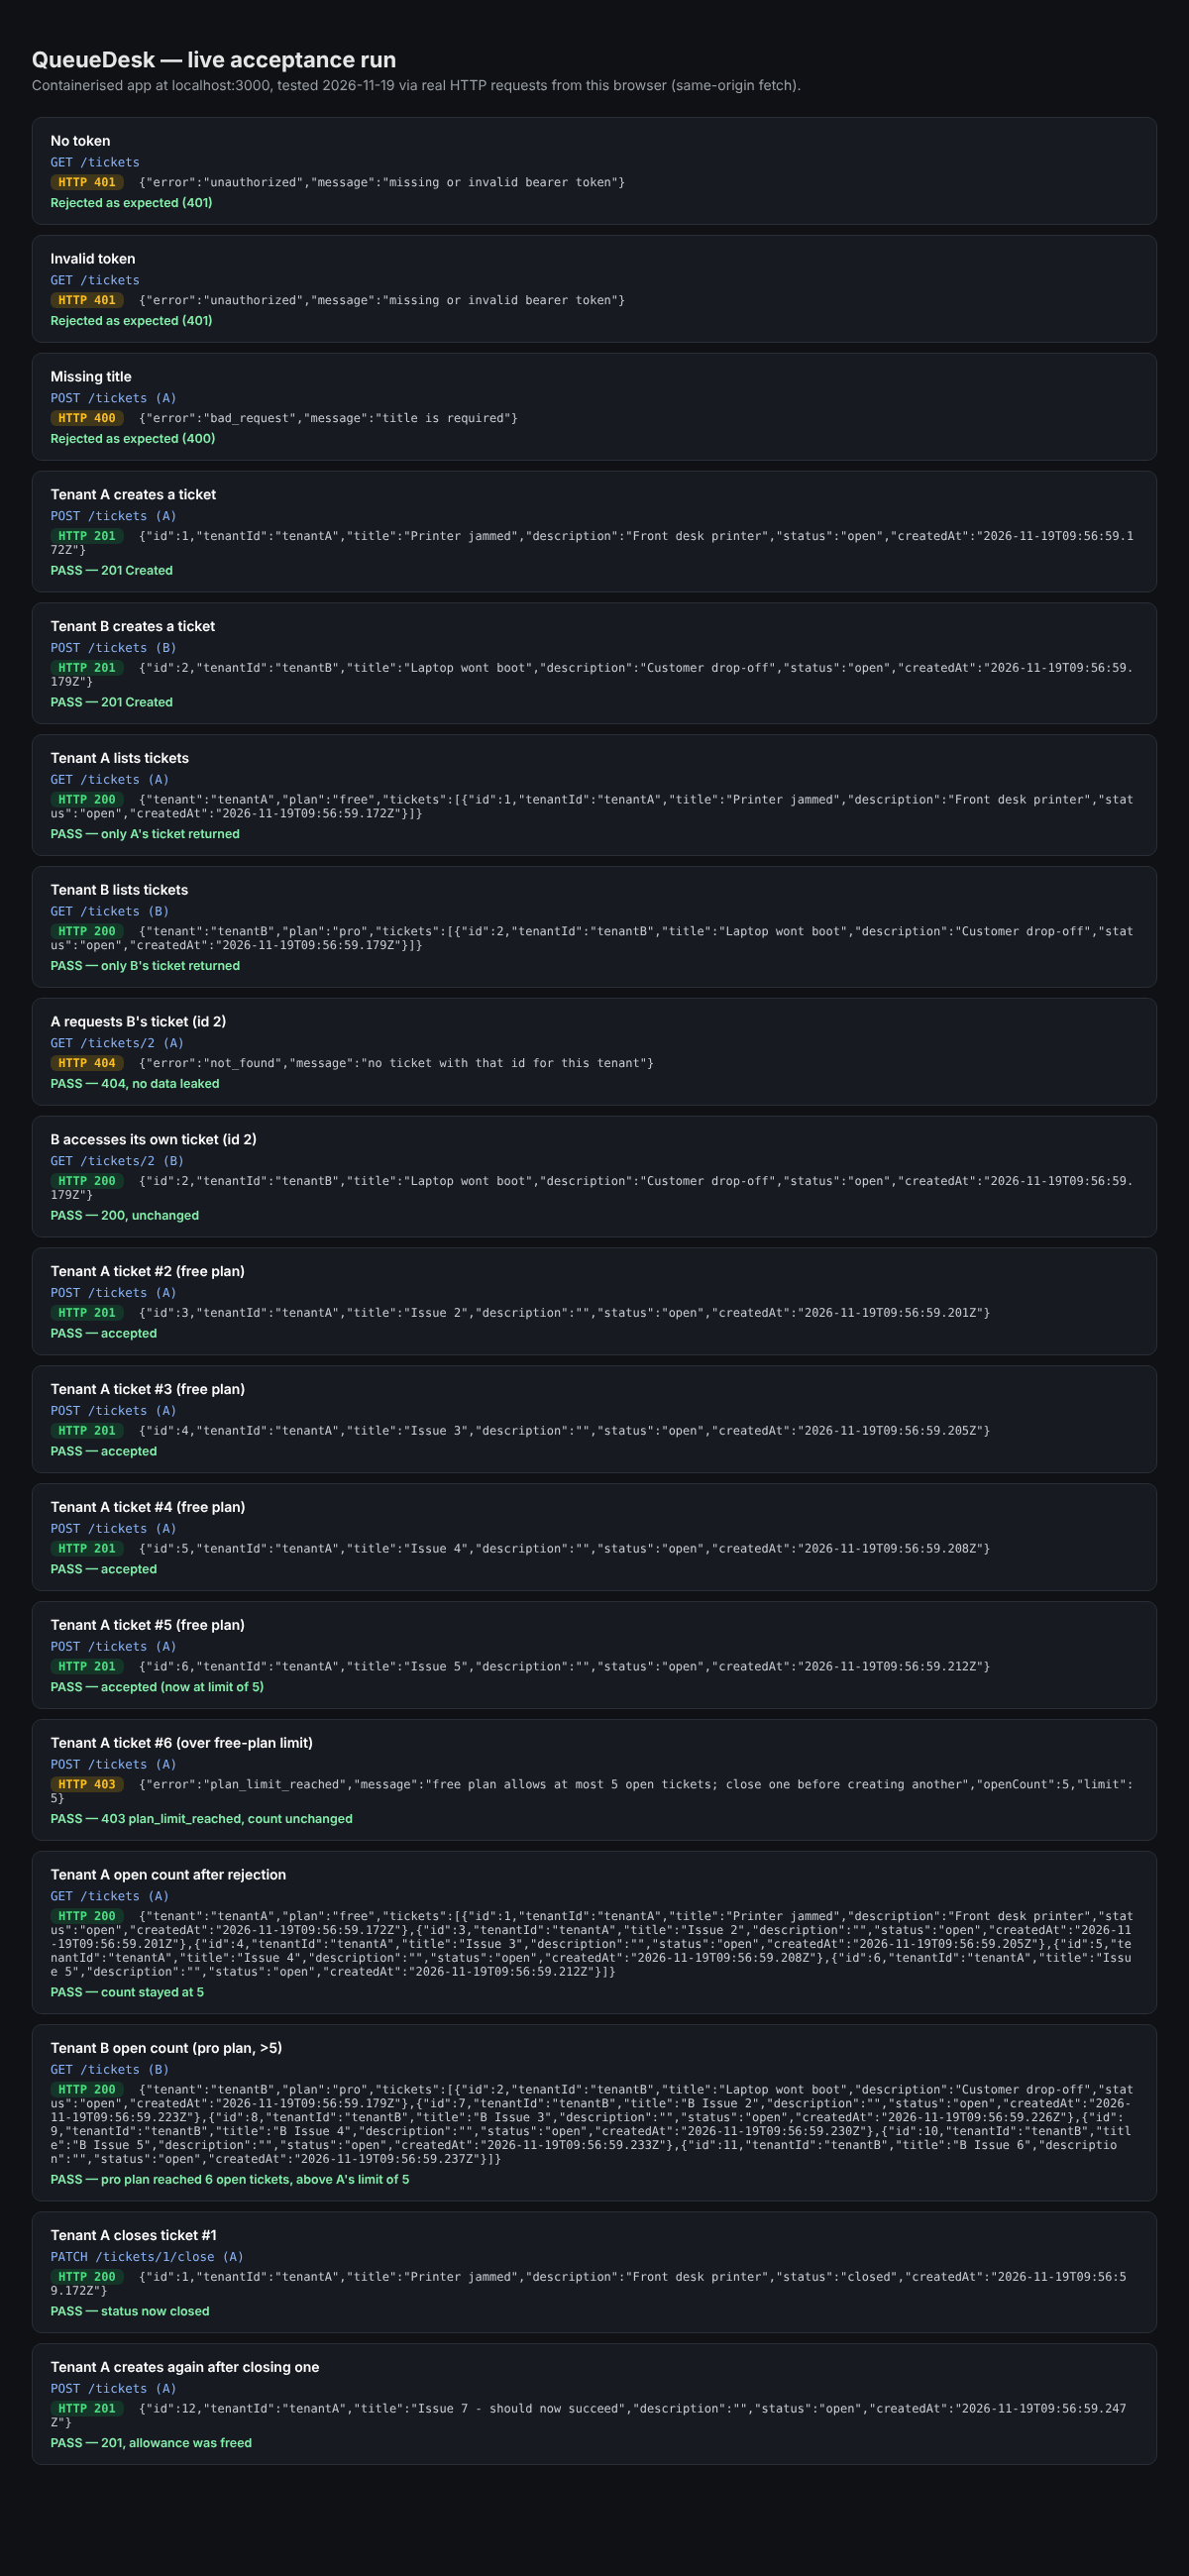 QueueDesk — live acceptance run
Containerised app at localhost:3000, tested 2026-11-19 via real HTTP requests from this browser (same-origin fetch).
No token
GET /tickets
HTTP 401 {"error":"unauthorized","message":"missing or invalid bearer token"}
Rejected as expected (401)
Invalid token
GET /tickets
HTTP 401 {"error":"unauthorized","message":"missing or invalid bearer token"}
Rejected as expected (401)
Missing title
POST /tickets (A)
HTTP 400 {"error":"bad_request","message":"title is required"}
Rejected as expected (400)
Tenant A creates a ticket
POST /tickets (A)
HTTP 201 {"id":1,"tenantId":"tenantA","title":"Printer jammed","description":"Front desk printer","status":"open","createdAt":"2026-11-19T09:56:59.1
72Z"}
PASS — 201 Created
Tenant B creates a ticket
POST /tickets (B)
HTTP 201 {"id":2,"tenantId":"tenantB","title":"Laptop wont boot","description":"Customer drop-off","status":"open","createdAt":"2026-11-19T09:56:59.
179Z"}
PASS — 201 Created
Tenant A lists tickets
GET /tickets (A)
HTTP 200 {"tenant":"tenantA","plan":"free","tickets":[{"id":1,"tenantId":"tenantA","title":"Printer jammed","description":"Front desk printer","stat
us":"open","createdAt":"2026-11-19T09:56:59.172Z"}]}
PASS — only A's ticket returned
Tenant B lists tickets
GET /tickets (B)
HTTP 200 {"tenant":"tenantB","plan":"pro","tickets":[{"id":2,"tenantId":"tenantB","title":"Laptop wont boot","description":"Customer drop-off","stat
us":"open","createdAt":"2026-11-19T09:56:59.179Z"}]}
PASS — only B's ticket returned
A requests B's ticket (id 2)
GET /tickets/2 (A)
HTTP 404 {"error":"not_found","message":"no ticket with that id for this tenant"}
PASS — 404, no data leaked
B accesses its own ticket (id 2)
GET /tickets/2 (B)
HTTP 200 {"id":2,"tenantId":"tenantB","title":"Laptop wont boot","description":"Customer drop-off","status":"open","createdAt":"2026-11-19T09:56:59.
179Z"}
PASS — 200, unchanged
Tenant A ticket #2 (free plan)
POST /tickets (A)
HTTP 201 {"id":3,"tenantId":"tenantA","title":"Issue 2","description":"","status":"open","createdAt":"2026-11-19T09:56:59.201Z"}
PASS — accepted
Tenant A ticket #3 (free plan)
POST /tickets (A)
HTTP 201 {"id":4,"tenantId":"tenantA","title":"Issue 3","description":"","status":"open","createdAt":"2026-11-19T09:56:59.205Z"}
PASS — accepted
Tenant A ticket #4 (free plan)
POST /tickets (A)
HTTP 201 {"id":5,"tenantId":"tenantA","title":"Issue 4","description":"","status":"open","createdAt":"2026-11-19T09:56:59.208Z"}
PASS — accepted
Tenant A ticket #5 (free plan)
POST /tickets (A)
HTTP 201 {"id":6,"tenantId":"tenantA","title":"Issue 5","description":"","status":"open","createdAt":"2026-11-19T09:56:59.212Z"}
PASS — accepted (now at limit of 5)
Tenant A ticket #6 (over free-plan limit)
POST /tickets (A)
HTTP 403 {"error":"plan_limit_reached","message":"free plan allows at most 5 open tickets; close one before creating another","openCount":5,"limit":
5}
PASS — 403 plan_limit_reached, count unchanged
Tenant A open count after rejection
GET /tickets (A)
HTTP 200 {"tenant":"tenantA","plan":"free","tickets":[{"id":1,"tenantId":"tenantA","title":"Printer jammed","description":"Front desk printer","stat
us":"open","createdAt":"2026-11-19T09:56:59.172Z"},{"id":3,"tenantId":"tenantA","title":"Issue 2","description":"","status":"open","createdAt":"2026-11
-19T09:56:59.201Z"},{"id":4,"tenantId":"tenantA","title":"Issue 3","description":"","status":"open","createdAt":"2026-11-19T09:56:59.205Z"},{"id":5,"te
nantId":"tenantA","title":"Issue 4","description":"","status":"open","createdAt":"2026-11-19T09:56:59.208Z"},{"id":6,"tenantId":"tenantA","title":"Issu
e 5","description":"","status":"open","createdAt":"2026-11-19T09:56:59.212Z"}]}
PASS — count stayed at 5
Tenant B open count (pro plan, >5)
GET /tickets (B)
HTTP 200 {"tenant":"tenantB","plan":"pro","tickets":[{"id":2,"tenantId":"tenantB","title":"Laptop wont boot","description":"Customer drop-off","stat
us":"open","createdAt":"2026-11-19T09:56:59.179Z"},{"id":7,"tenantId":"tenantB","title":"B Issue 2","description":"","status":"open","createdAt":"2026-
11-19T09:56:59.223Z"},{"id":8,"tenantId":"tenantB","title":"B Issue 3","description":"","status":"open","createdAt":"2026-11-19T09:56:59.226Z"},{"id":
9,"tenantId":"tenantB","title":"B Issue 4","description":"","status":"open","createdAt":"2026-11-19T09:56:59.230Z"},{"id":10,"tenantId":"tenantB","titl
e":"B Issue 5","description":"","status":"open","createdAt":"2026-11-19T09:56:59.233Z"},{"id":11,"tenantId":"tenantB","title":"B Issue 6","descriptio
n":"","status":"open","createdAt":"2026-11-19T09:56:59.237Z"}]}
PASS — pro plan reached 6 open tickets, above A's limit of 5
Tenant A closes ticket #1
PATCH /tickets/1/close (A)
HTTP 200 {"id":1,"tenantId":"tenantA","title":"Printer jammed","description":"Front desk printer","status":"closed","createdAt":"2026-11-19T09:56:5
9.172Z"}
PASS — status now closed
Tenant A creates again after closing one
POST /tickets (A)
HTTP 201 {"id":12,"tenantId":"tenantA","title":"Issue 7 - should now succeed","description":"","status":"open","createdAt":"2026-11-19T09:56:59.247
Z"}
PASS — 201, allowance was freed